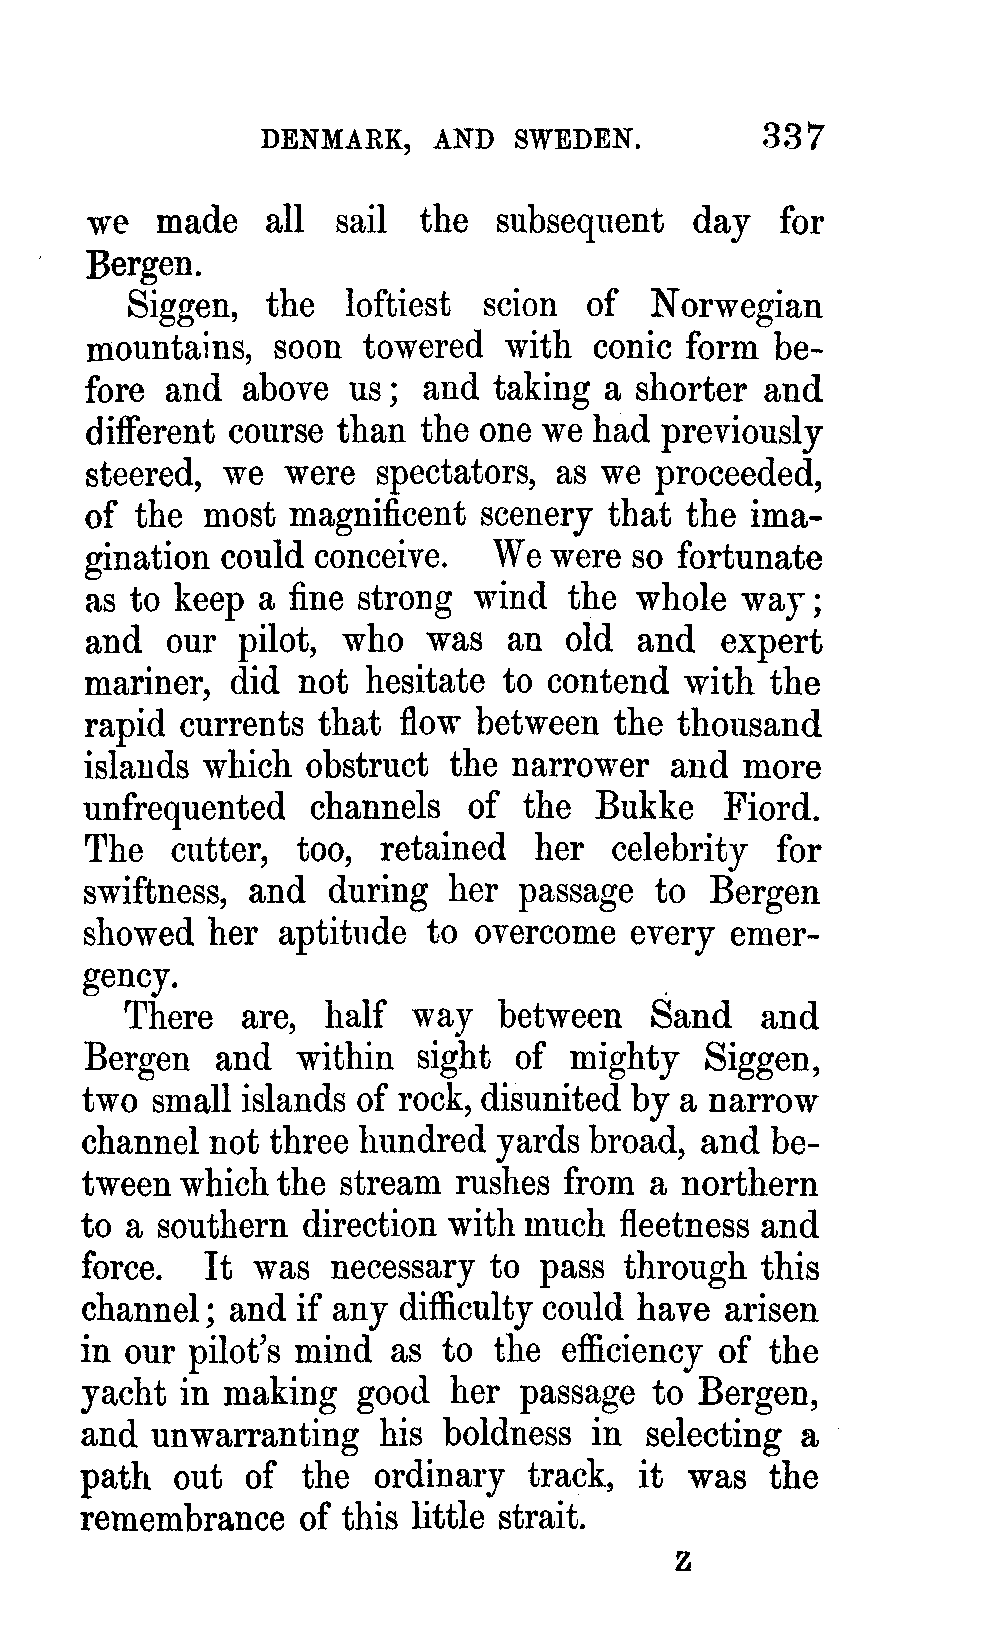 DENMARK, AND SWEDEN. 337
we made all sail the subsequent day for
Bergen.
Siggen, the loftiest scion of Norwegian
mountains, soon towered with conic form be-
fore and above us; and taking a shorter and
different course than the one we had previously
steered, we were spectators, as we proceeded,
of the most magnificent scenery that the ima-
gination could conceive. We were so fortunate
as to keep a fine strong wind the whole way;
and our pilot, who was an old and expert
mariner, did not hesitate to contend with the
rapid currents that flow between the thousand
islands which obstruct the narrower and more
unfrequented channels of the Bukke Fiord.
The cutter, too, retained her celebrity for
swiftness, and during her passage to Bergen
showed her aptitude to overcome every emer-
gency.
There are, half way between Sand and
Bergen and within sight of mighty Siggen,
two small islands of rock, disunited by a narrow
channel not three hundred yards broad, and be-
tween which the stream rushes from a northern
to a southern direction with much fleetness and
force. It was necessary to pass through this
channel; and if any difficulty could have arisen
in our pilot's mind as to the efficiency of the
yacht in making good her passage to Bergen,
and unwarranting his boldness in selecting a
path out of the ordinary track, it was the
remembrance of this little strait.
Z